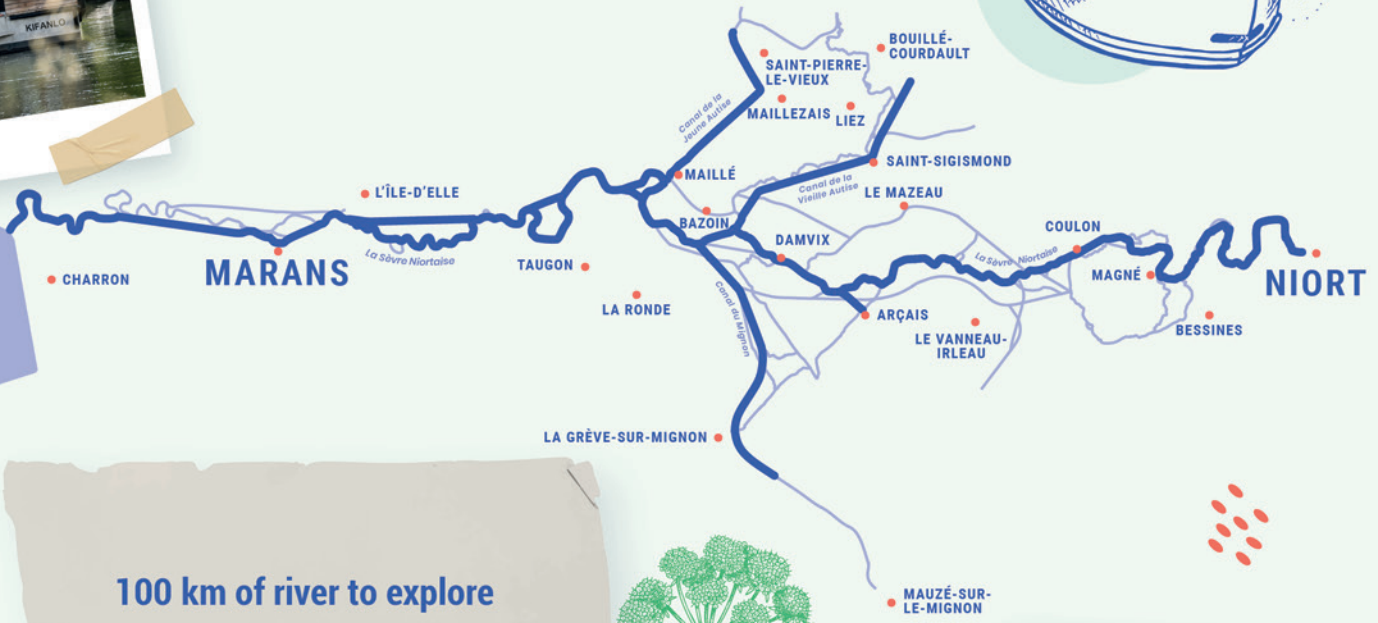 KIFANLO
BOUILLÉ-
COURDAULT
SAINT-PIERRE-
LE-VIEUX
Canal de la
Jeune Autise
MAILLEZAIS
LIEZ
SAINT-SIGISMOND
MAILLÉ
Canal de la
Vieille Autise
LE MAZEAU
L'ÎLE-D'ELLE
BAZOIN
COULON
DAMVIX
La Sèvre Niortaise
La Sèvre Niortaise
TAUGON
CHARRON
MARANS
MAGNÉ
NIORT
Canal du Mignon
LA RONDE
ARÇAIS
LE VANNEAU-
IRLEAU
BESSINES
LA GRÈVE-SUR-MIGNON
100 km of river to explore
MAUZÉ-SUR-
LE-MIGNON